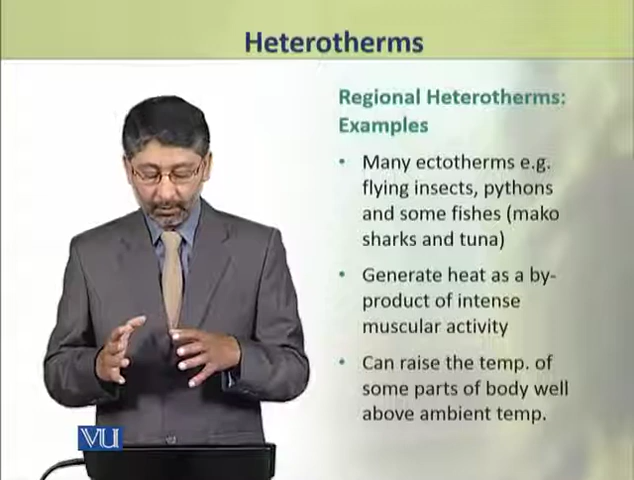 Heterotherms
Regional Heterotherms:
Examples
• Many ectotherms e.g.
flying insects, pythons
and some fishes (mako
sharks and tuna)
• Generate heat as a by-
product of intense
muscular activity
• Can raise the temp. of
some parts of body well
above ambient temp.
VU